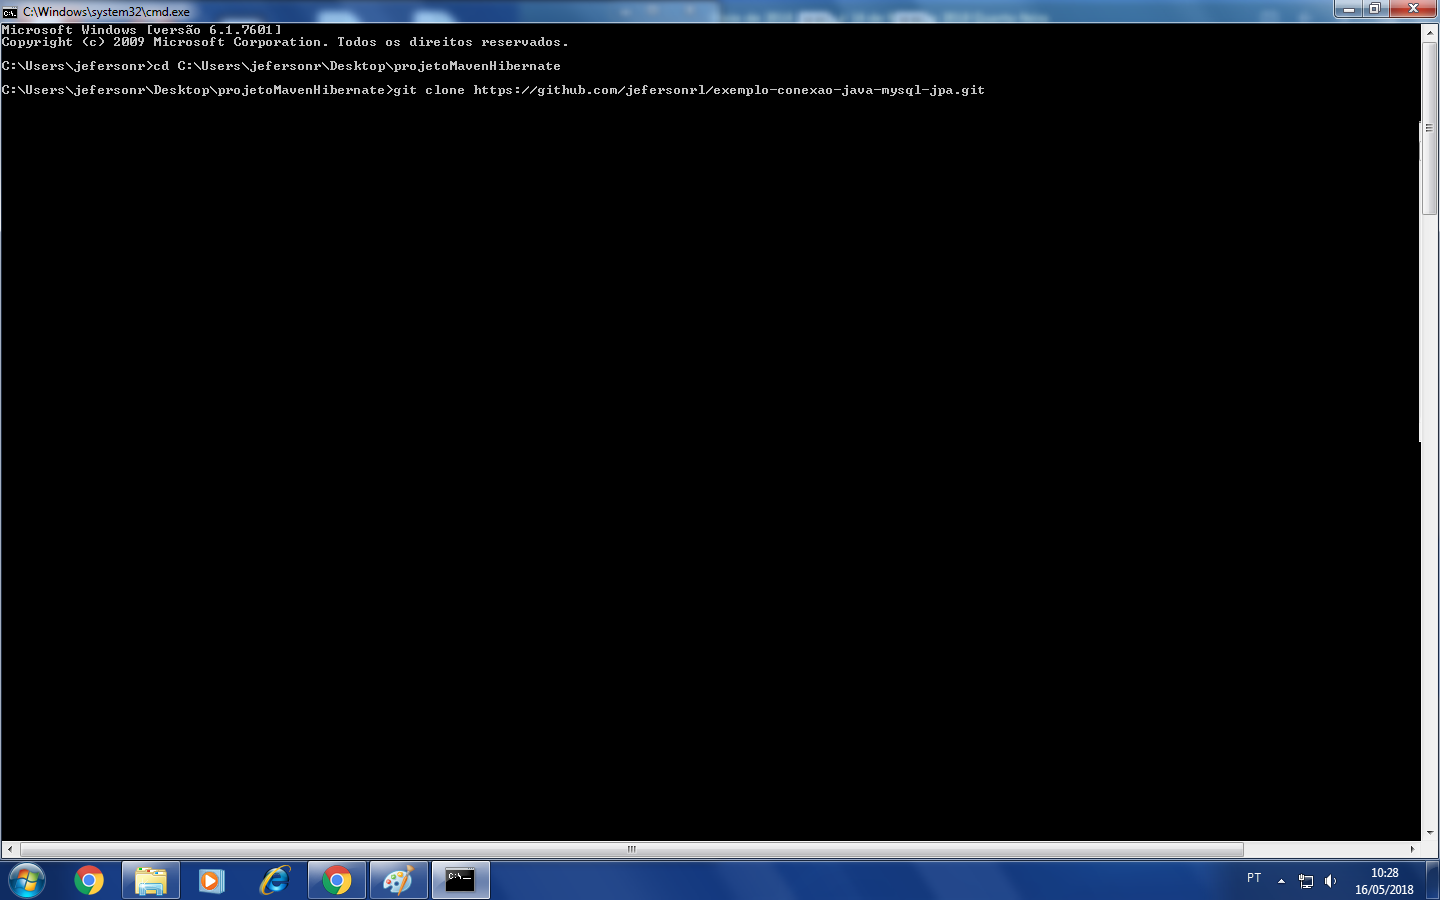 C:\Windows\system32\cmd.exe
Microsoft Windows [versão 6.1.7601]
Copyright (c) 2009 Microsoft Corporation. Todos os direitos reservados.
C:\Users\jefersonr>cd C:\Users\jefersonr\Desktop\projetoMavenHibernate
C:\Users\jefersonr\Desktop\projetoMavenHibernate>git clone https://github.com/jefersonrl/exemplo-conexao-java-mysql-jpa.git
PT
10:28
16/05/2018